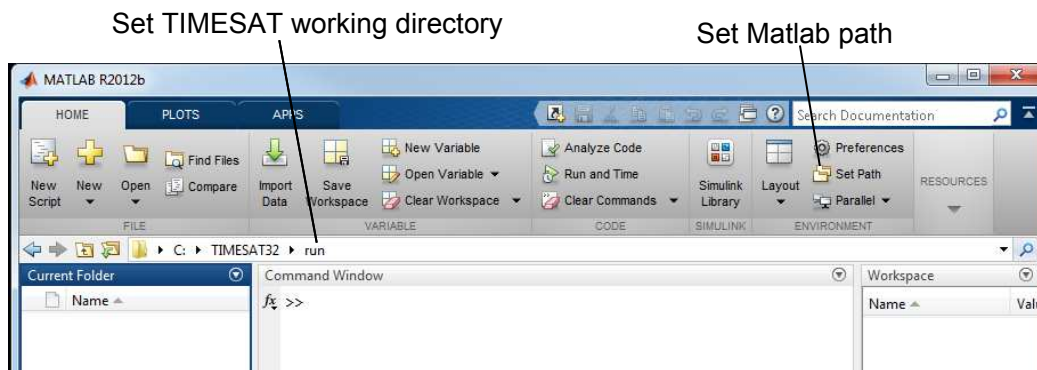 Set TIMESAT working directory
Set Matlab path
MATLAB R2012b
HOME PLOTS APPS Search Documentation
New Script
New
Open
Find Files
Compare
FILE
Import Data
Save Workspace
New Variable
Open Variable
Clear Workspace
VARIABLE
Analyze Code
Run and Time
Clear Commands
CODE
Simulink Library
SIMULINK
Layout
Preferences
Set Path
Parallel
ENVIRONMENT
RESOURCES
C: TIMESAT32 run
Current Folder
Name
Command Window
fx >>
Workspace
Name Val